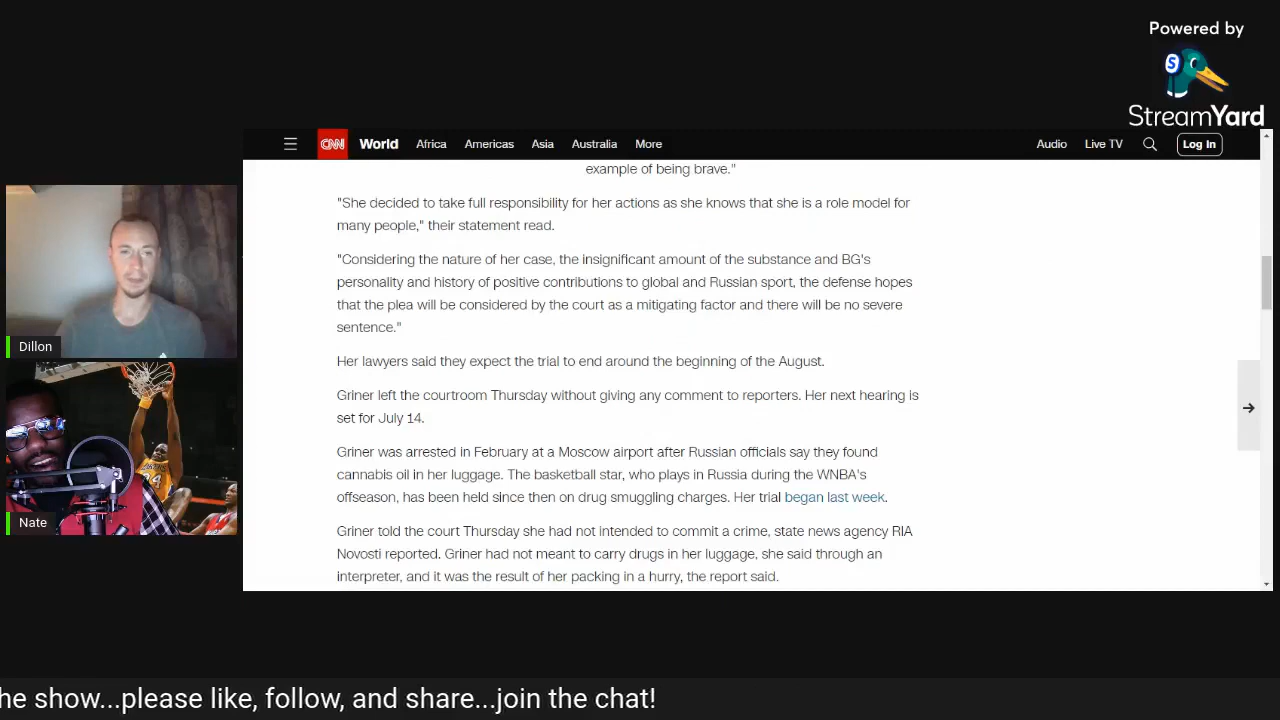 Powered by
S
StreamYard
CNN World Africa Americas Asia Australia More Audio Live TV Log In
example of being brave."
"She decided to take full responsibility for her actions as she knows that she is a role model for
many people," their statement read.
"Considering the nature of her case, the insignificant amount of the substance and BG's
personality and history of positive contributions to global and Russian sport, the defense hopes
that the plea will be considered by the court as a mitigating factor and there will be no severe
sentence."
Her lawyers said they expect the trial to end around the beginning of the August.
Griner left the courtroom Thursday without giving any comment to reporters. Her next hearing is
set for July 14.
Griner was arrested in February at a Moscow airport after Russian officials say they found
cannabis oil in her luggage. The basketball star, who plays in Russia during the WNBA's
offseason, has been held since then on drug smuggling charges. Her trial began last week.
Griner told the court Thursday she had not intended to commit a crime, state news agency RIA
Novosti reported. Griner had not meant to carry drugs in her luggage, she said through an
interpreter, and it was the result of her packing in a hurry, the report said.
Dillon
34
Nate
he show...please like, follow, and share...join the chat!